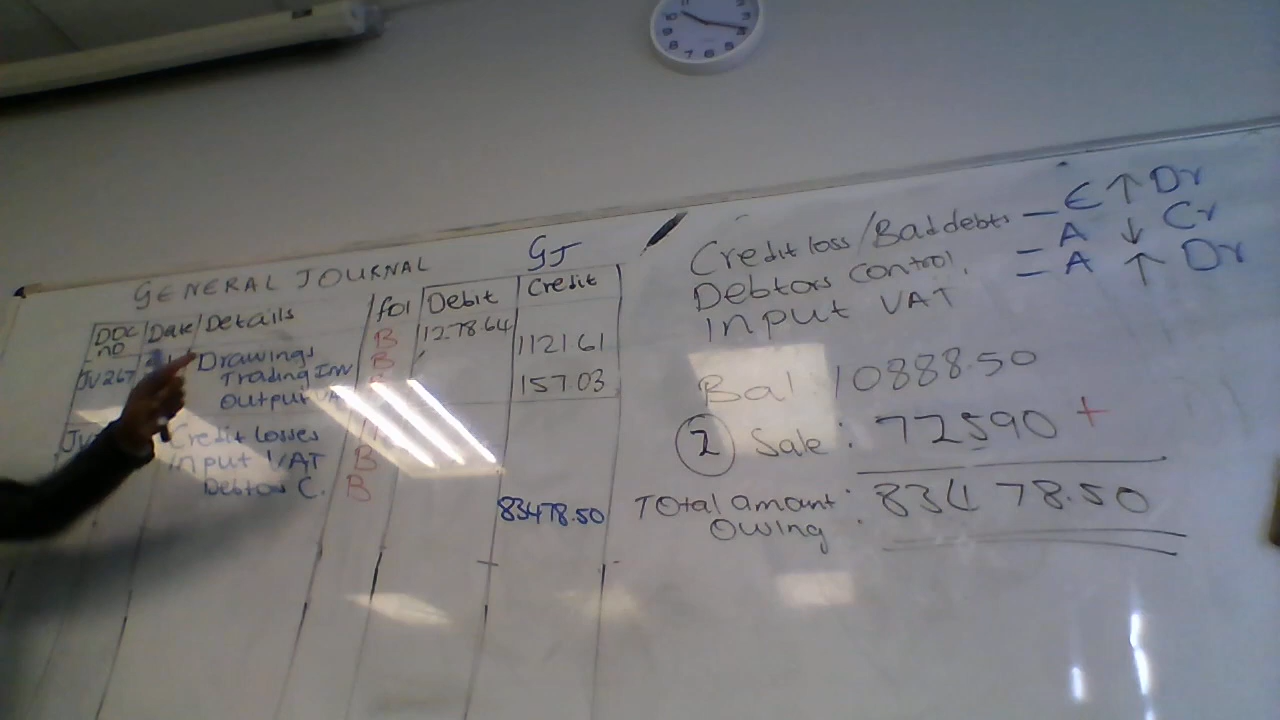 GENERAL JOURNAL GJ
DOC no Date Details fol Debit Credit
JV267 Drawings B 1278.64
Trading Inv B 1121.61
Output VA 157.03
Credit losses
Input VAT B
Debtors C. B 83478.50
Credit loss/Bad debts - E ↑ Dr
Debtors control. = A ↓ Cr
Input VAT = A ↑ Dr
Bal 10888.50
2 Sale: 72590 +
Total amount owing: 83478.50